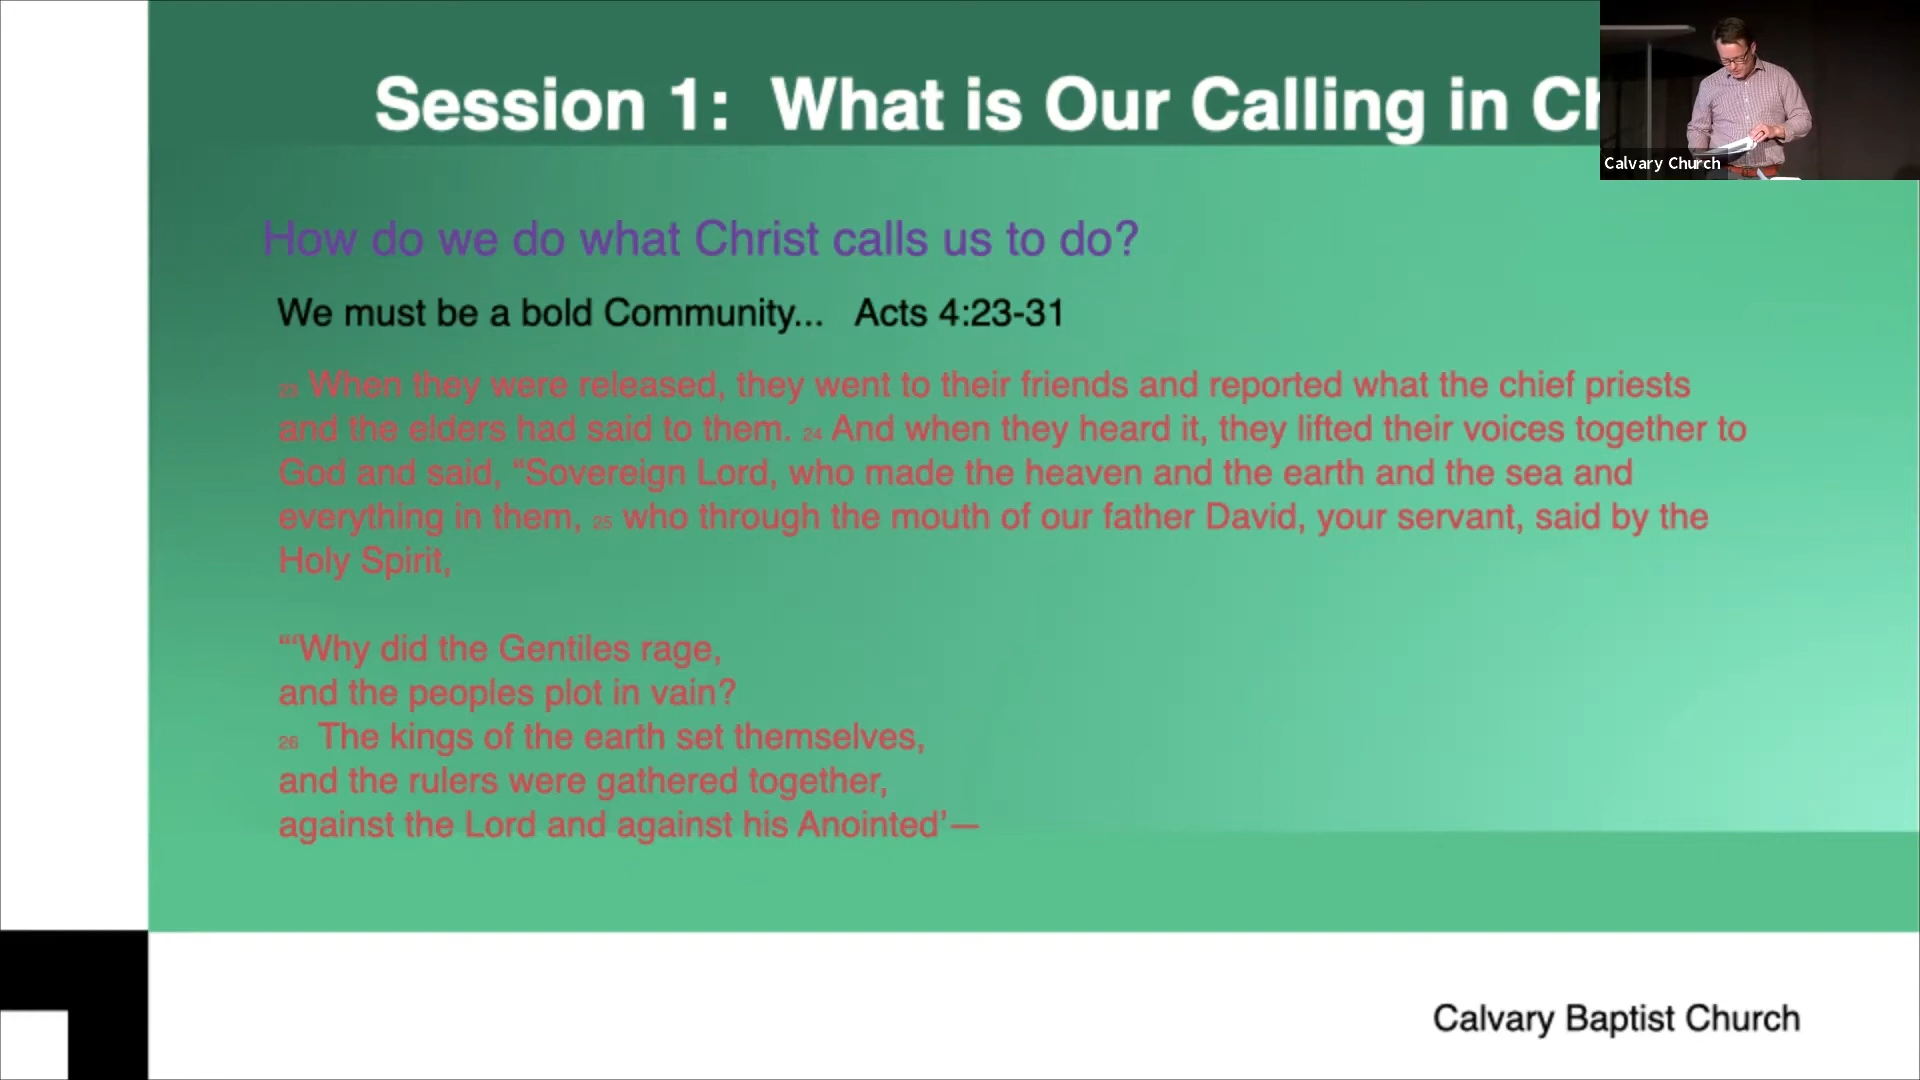 Session 1: What is Our Calling in Ch
Calvary Church
How do we do what Christ calls us to do?
We must be a bold Community... Acts 4:23-31
23 When they were released, they went to their friends and reported what the chief priests
and the elders had said to them. 24 And when they heard it, they lifted their voices together to
God and said, “Sovereign Lord, who made the heaven and the earth and the sea and
everything in them, 25 who through the mouth of our father David, your servant, said by the
Holy Spirit,
“‘Why did the Gentiles rage,
and the peoples plot in vain?
26 The kings of the earth set themselves,
and the rulers were gathered together,
against the Lord and against his Anointed’—
Calvary Baptist Church